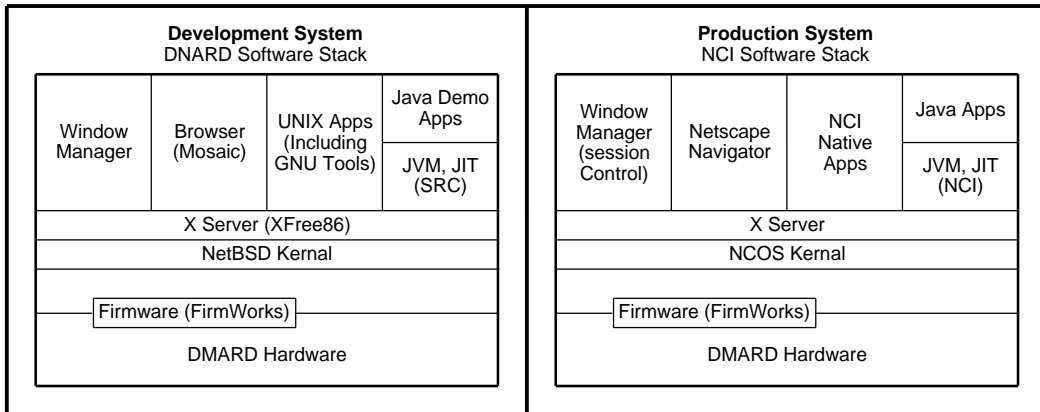 Development System
DNARD Software Stack
Window
Manager
Browser
(Mosaic)
UNIX Apps
(Including
GNU Tools)
Java Demo
Apps
JVM, JIT
(SRC)
X Server (XFree86)
NetBSD Kernal
Firmware (FirmWorks)
DMARD Hardware
Production System
NCI Software Stack
Window
Manager
(session
Control)
Netscape
Navigator
NCI
Native
Apps
Java Apps
JVM, JIT
(NCI)
X Server
NCOS Kernal
Firmware (FirmWorks)
DMARD Hardware